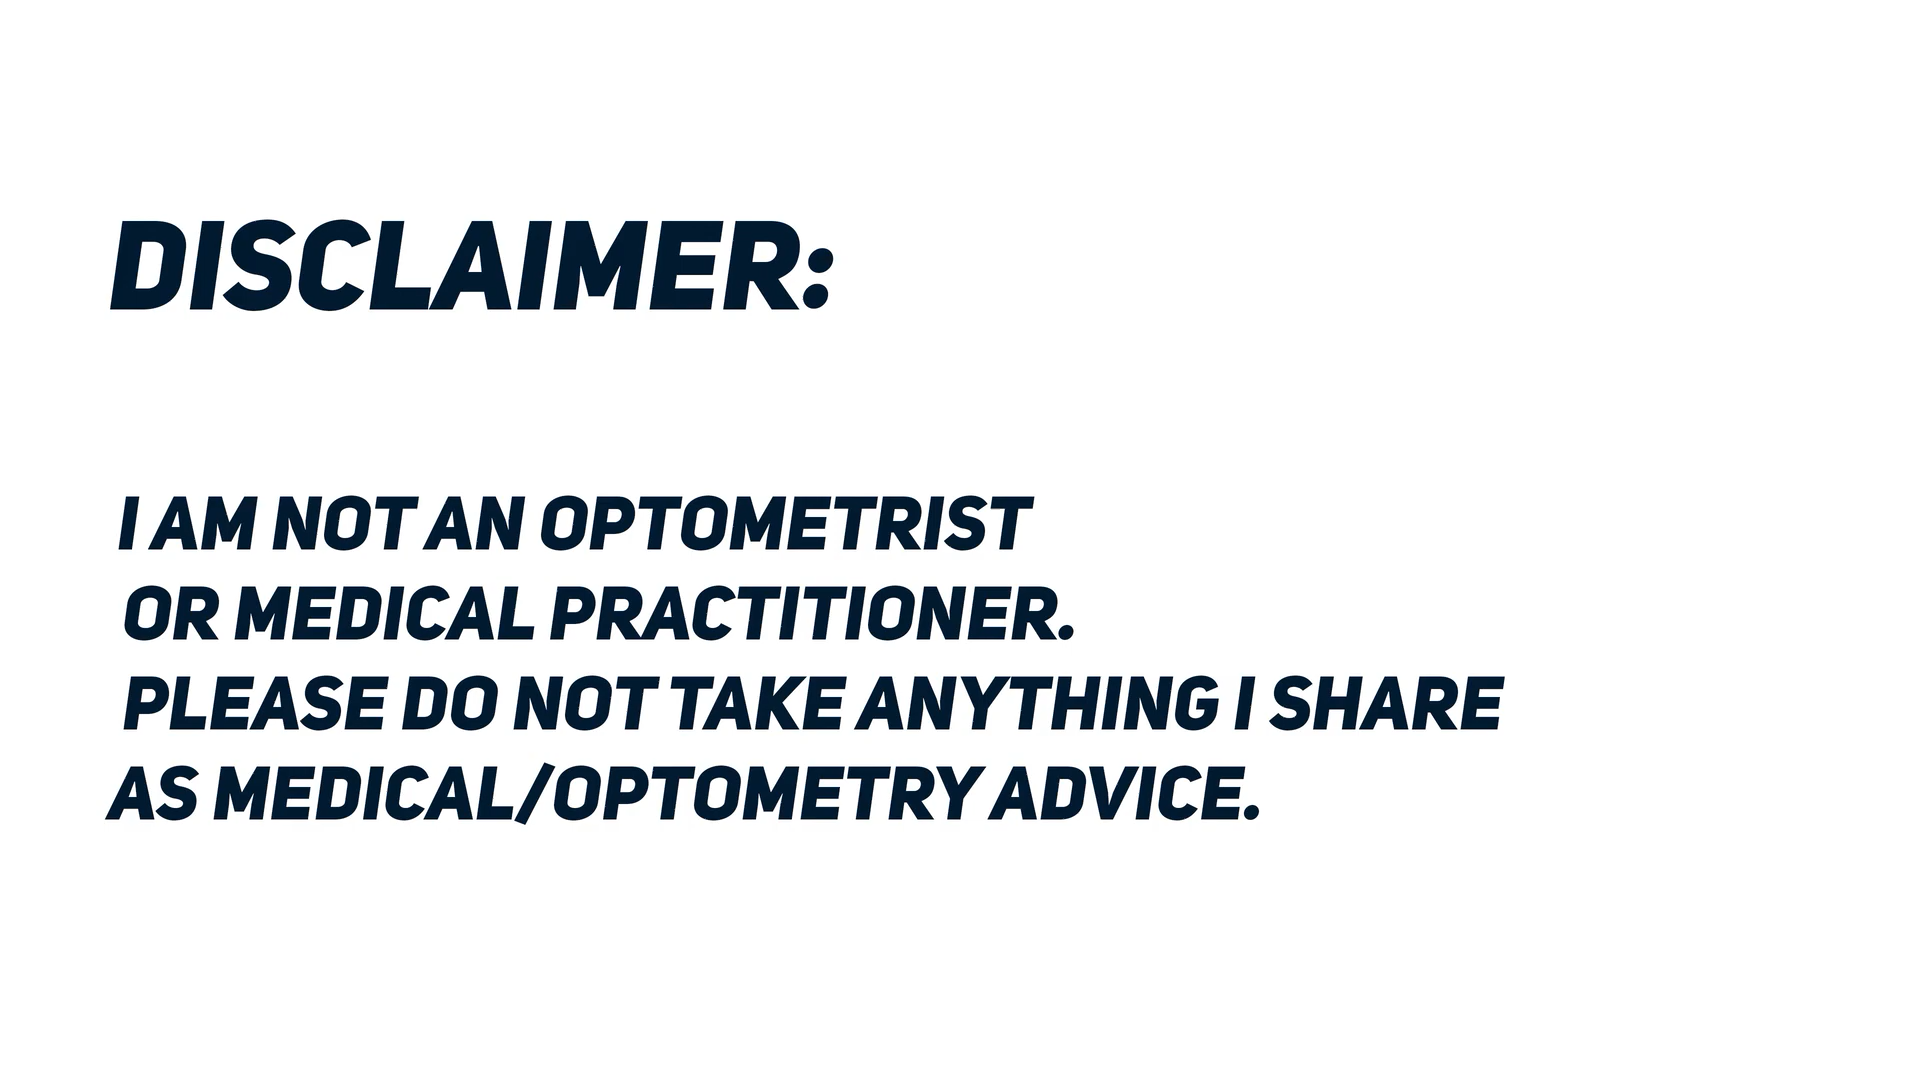 DISCLAIMER:
I AM NOT AN OPTOMETRIST
OR MEDICAL PRACTITIONER.
PLEASE DO NOT TAKE ANYTHING I SHARE
AS MEDICAL/OPTOMETRY ADVICE.